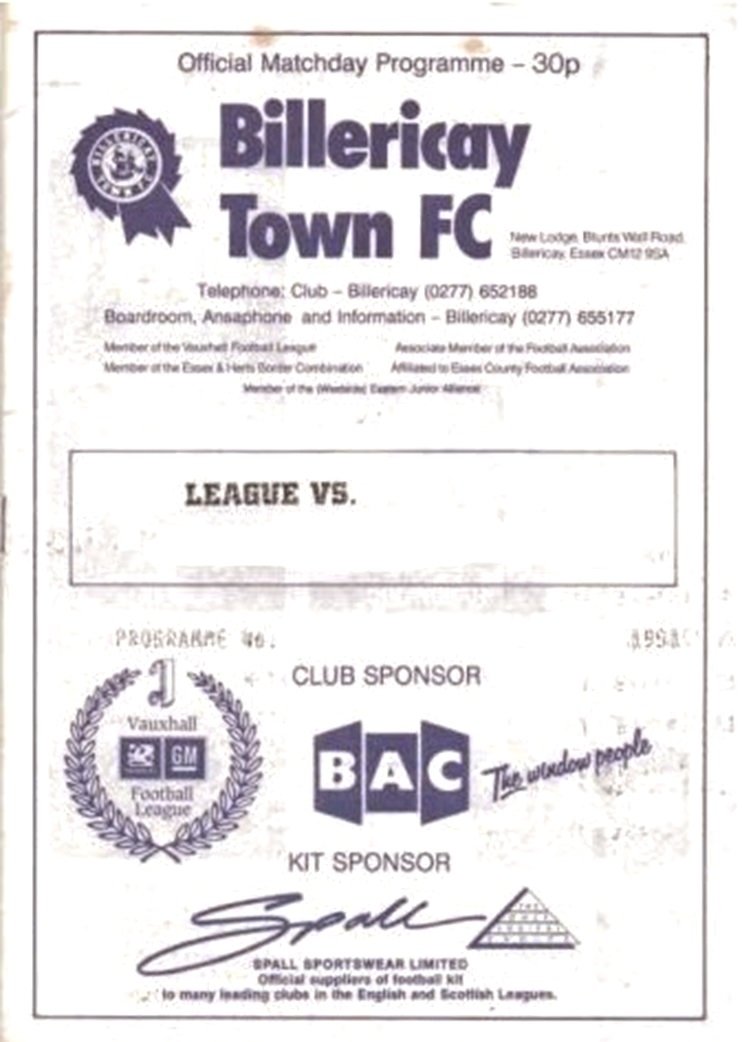 Official Matchday Programme – 30p
BILLERICAY
TOWN FC
Billericay
Town FC
New Lodge, Blunts Wall Road,
Billericay, Essex CM12 9SA
Telephone: Club – Billericay (0277) 652188
Boardroom, Ansaphone and Information – Billericay (0277) 655177
Member of the Vauxhall Football League
Associate Member of the Football Association
Member of the Essex & Herts Border Combination
Affiliated to Essex County Football Association
Member of the Eastern Junior Alliance
LEAGUE VS.
PROGRAMME No.
CLUB SPONSOR
Vauxhall
GM
Football
League
BAC
The window people
KIT SPONSOR
Spall
SPALL SPORTSWEAR LIMITED
Official suppliers of football kit
to many leading clubs in the English and Scottish Leagues.